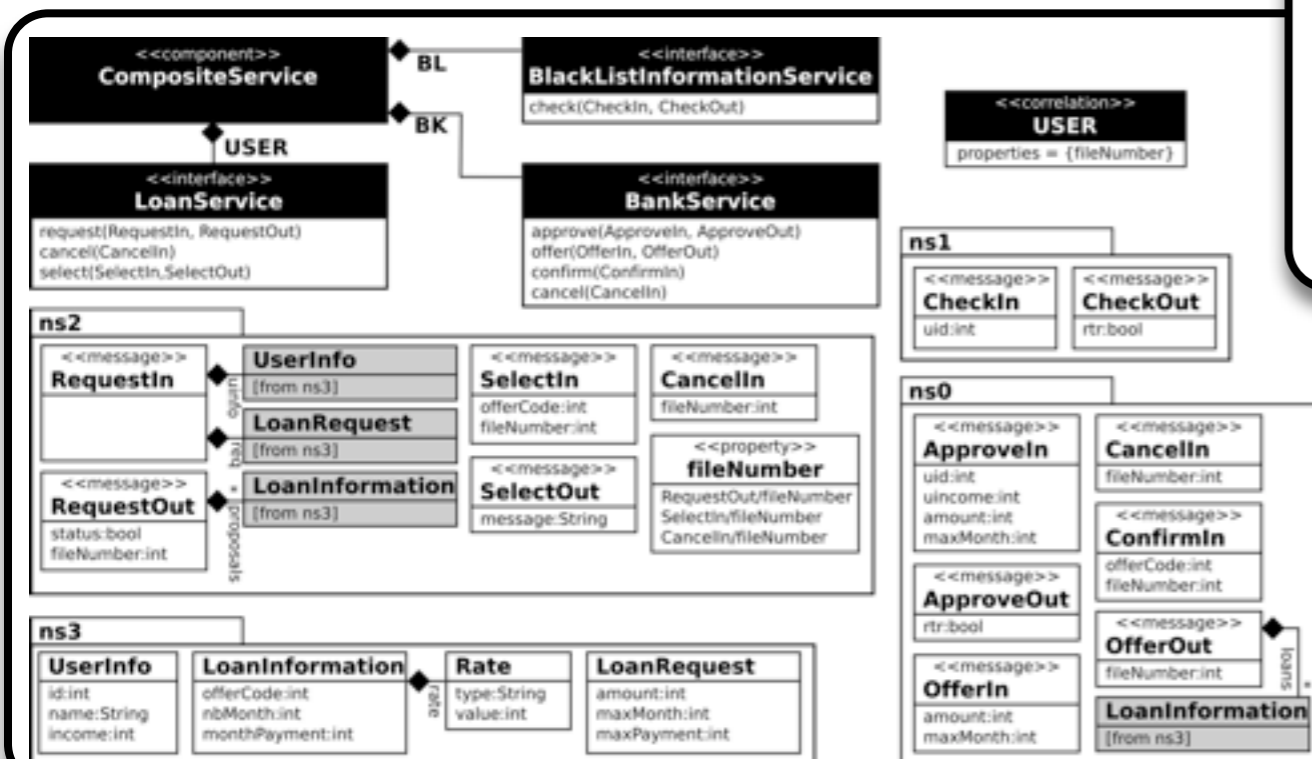 <<component>>
CompositeService
BL
BK
USER
<<interface>>
BlackListInformationService
check(CheckIn, CheckOut)
<<correlation>>
USER
properties = {fileNumber}
<<interface>>
LoanService
request(RequestIn, RequestOut)
cancel(CancelIn)
select(SelectIn,SelectOut)
<<interface>>
BankService
approve(ApproveIn, ApproveOut)
offer(OfferIn, OfferOut)
confirm(ConfirmIn)
cancel(CancelIn)
ns1
<<message>>
CheckIn
uid:int
<<message>>
CheckOut
rtr:bool
ns2
<<message>>
RequestIn
uinfo
UserInfo
[from ns3]
req
LoanRequest
[from ns3]
<<message>>
RequestOut
status:bool
fileNumber:int
* proposals
LoanInformation
[from ns3]
<<message>>
SelectIn
offerCode:int
fileNumber:int
<<message>>
SelectOut
message:String
<<message>>
CancelIn
fileNumber:int
<<property>>
fileNumber
RequestOut/fileNumber
SelectIn/fileNumber
CancelIn/fileNumber
ns0
<<message>>
ApproveIn
uid:int
uincome:int
amount:int
maxMonth:int
<<message>>
ApproveOut
rtr:bool
<<message>>
OfferIn
amount:int
maxMonth:int
<<message>>
CancelIn
fileNumber:int
<<message>>
ConfirmIn
offerCode:int
fileNumber:int
<<message>>
OfferOut
fileNumber:int
loans
*
LoanInformation
[from ns3]
ns3
UserInfo
id:int
name:String
income:int
LoanInformation
offerCode:int
nbMonth:int
monthPayment:int
rate
Rate
type:String
value:int
LoanRequest
amount:int
maxMonth:int
maxPayment:int